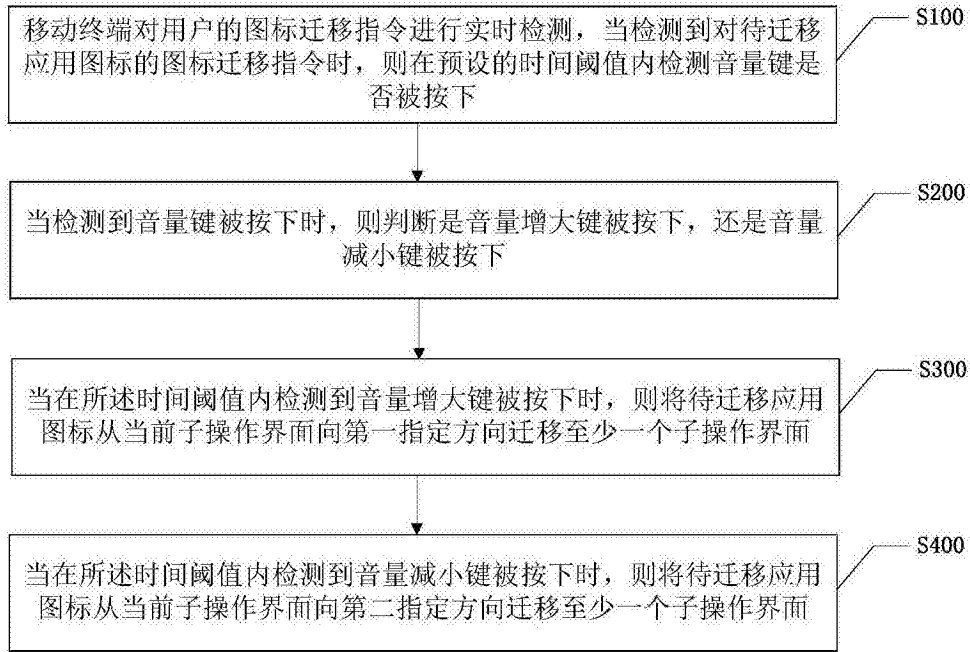 移动终端对用户的图标迁移指令进行实时检测，当检测到对待迁移
应用图标的图标迁移指令时，则在预设的时间阈值内检测音量键是
否被按下
S100
当检测到音量键被按下时，则判断是音量增大键被按下，还是音量
减小键被按下
S200
当在所述时间阈值内检测到音量增大键被按下时，则将待迁移应用
图标从当前子操作界面向第一指定方向迁移至少一个子操作界面
S300
当在所述时间阈值内检测到音量减小键被按下时，则将待迁移应用
图标从当前子操作界面向第二指定方向迁移至少一个子操作界面
S400